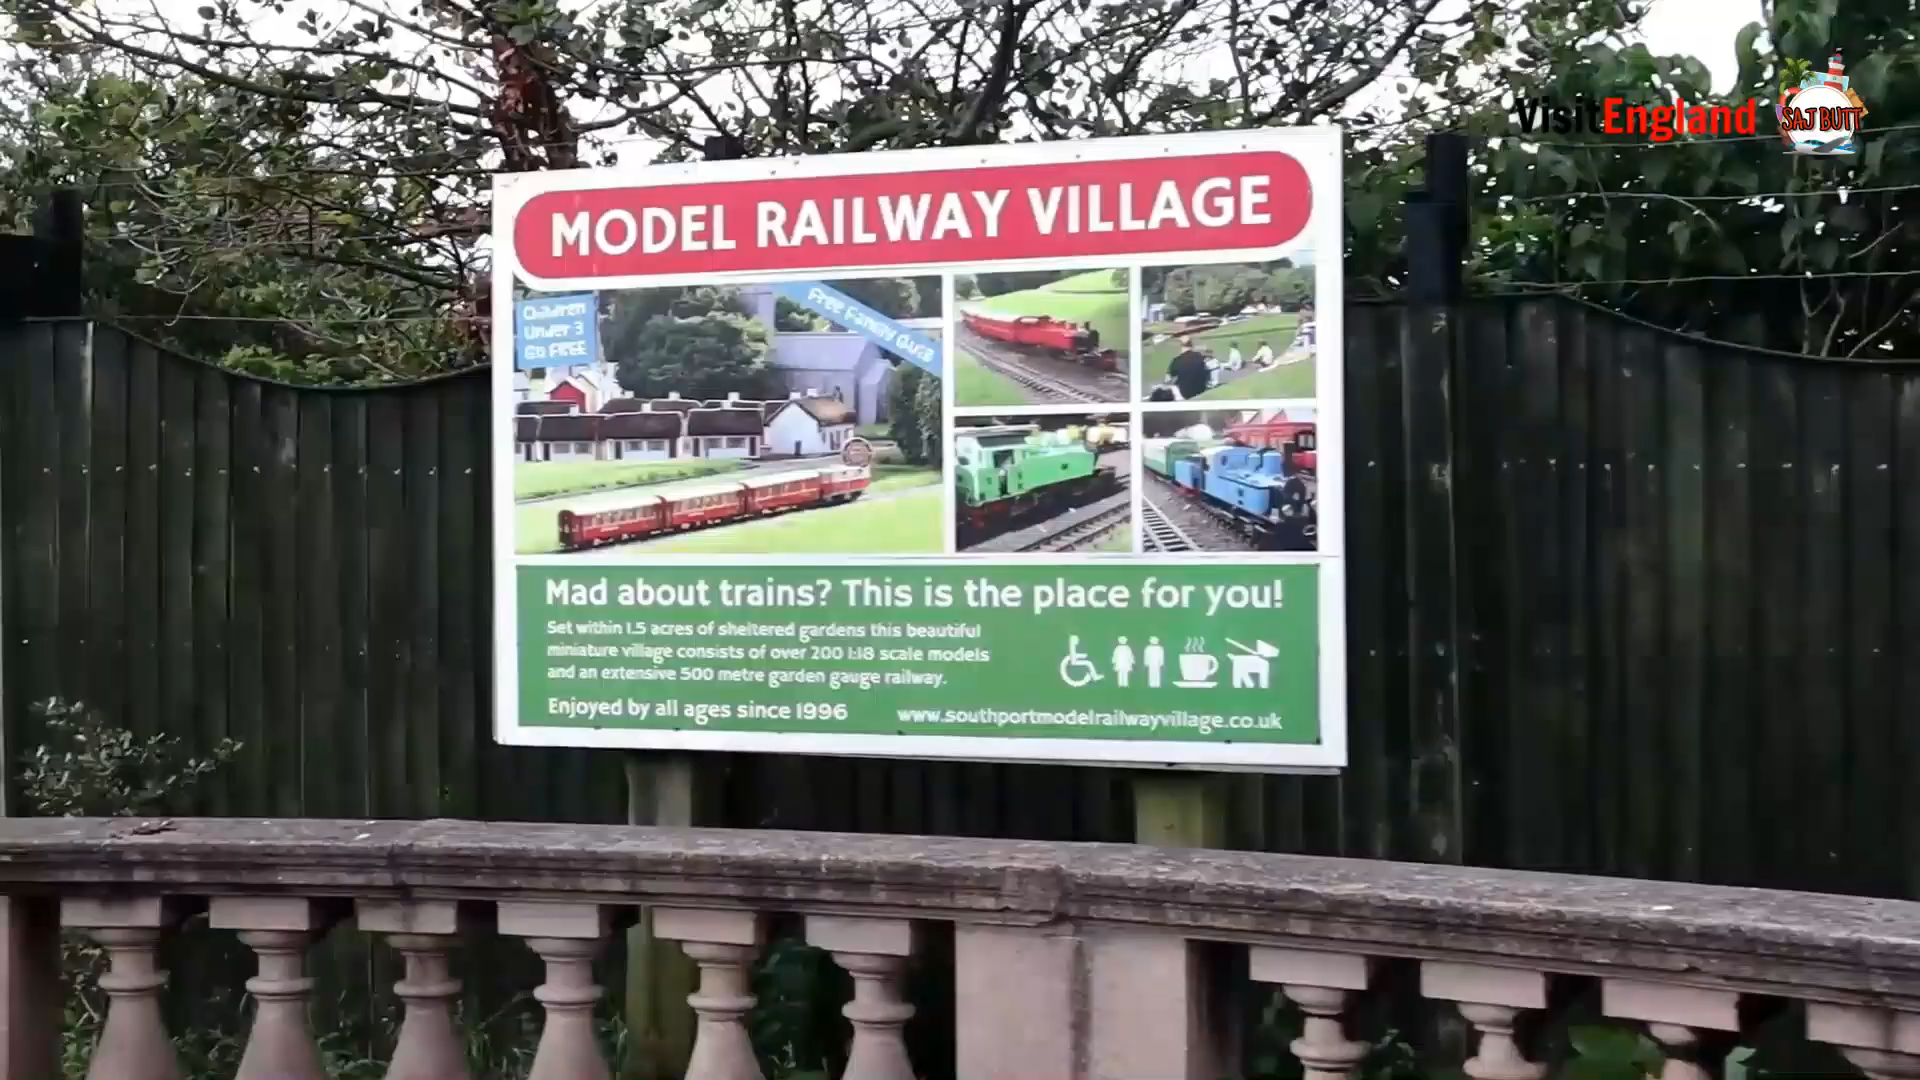 VisitEngland
SAJ BUTT
MODEL RAILWAY VILLAGE
Children
Under 3
Go FREE
Free Family Quiz
Mad about trains? This is the place for you!
Set within 1.5 acres of sheltered gardens this beautiful
miniature village consists of over 200 1:18 scale models
and an extensive 500 metre garden gauge railway.
Enjoyed by all ages since 1996
www.southportmodelrailwayvillage.co.uk